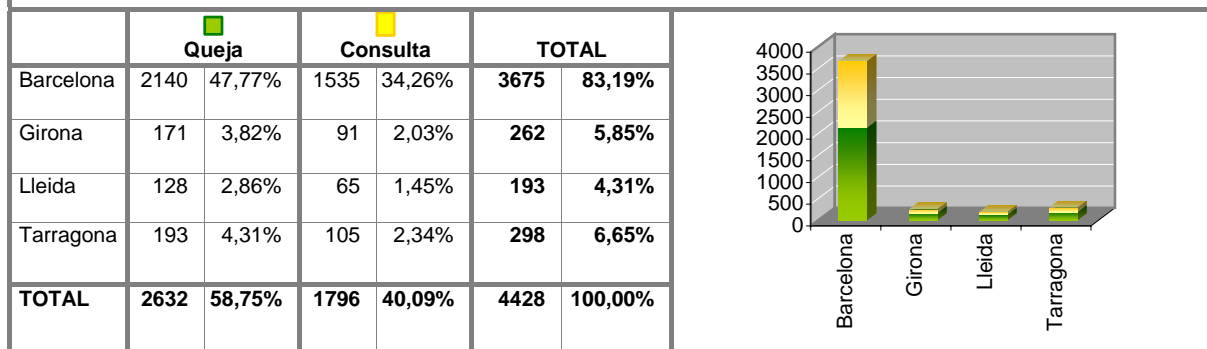 Queja Consulta TOTAL
Barcelona 2140 47,77% 1535 34,26% 3675 83,19%
Girona 171 3,82% 91 2,03% 262 5,85%
Lleida 128 2,86% 65 1,45% 193 4,31%
Tarragona 193 4,31% 105 2,34% 298 6,65%
TOTAL 2632 58,75% 1796 40,09% 4428 100,00%
4000
3500
3000
2500
2000
1500
1000
500
0
Barcelona
Girona
Lleida
Tarragona